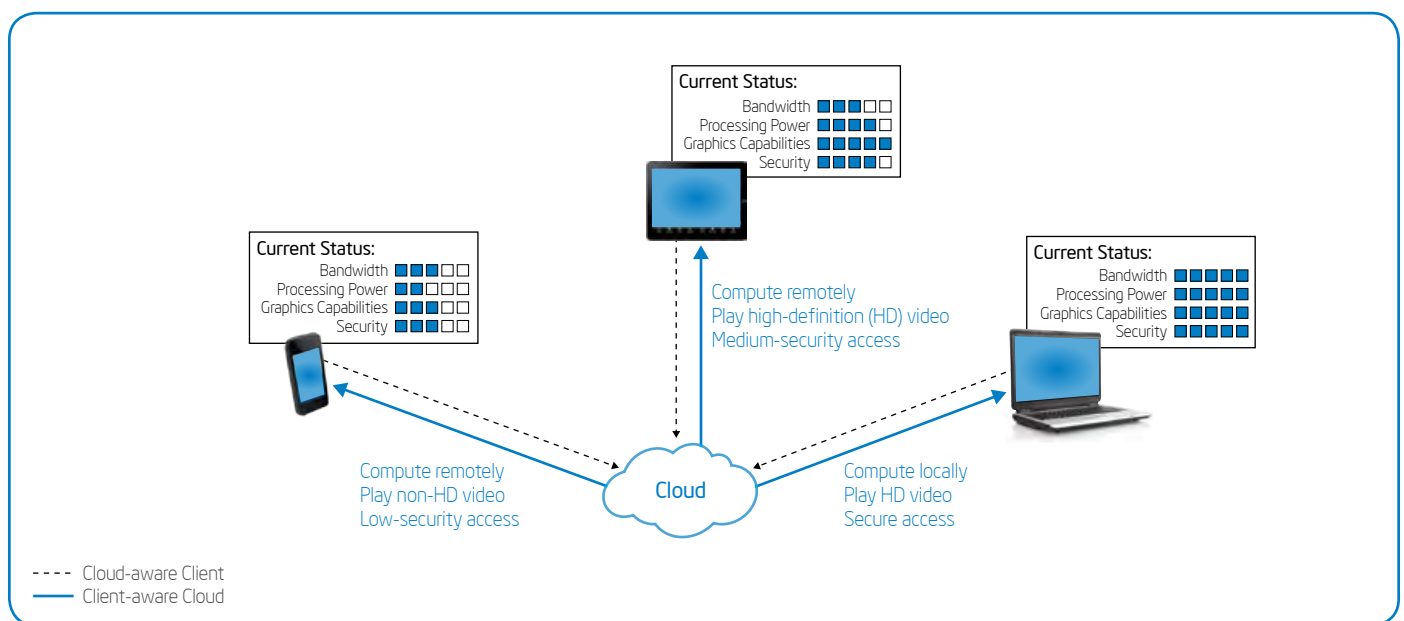 Current Status:
Bandwidth
Processing Power
Graphics Capabilities
Security
Current Status:
Bandwidth
Processing Power
Graphics Capabilities
Security
Current Status:
Bandwidth
Processing Power
Graphics Capabilities
Security
Compute remotely
Play high-definition (HD) video
Medium-security access
Compute remotely
Play non-HD video
Low-security access
Cloud
Compute locally
Play HD video
Secure access
Cloud-aware Client
Client-aware Cloud